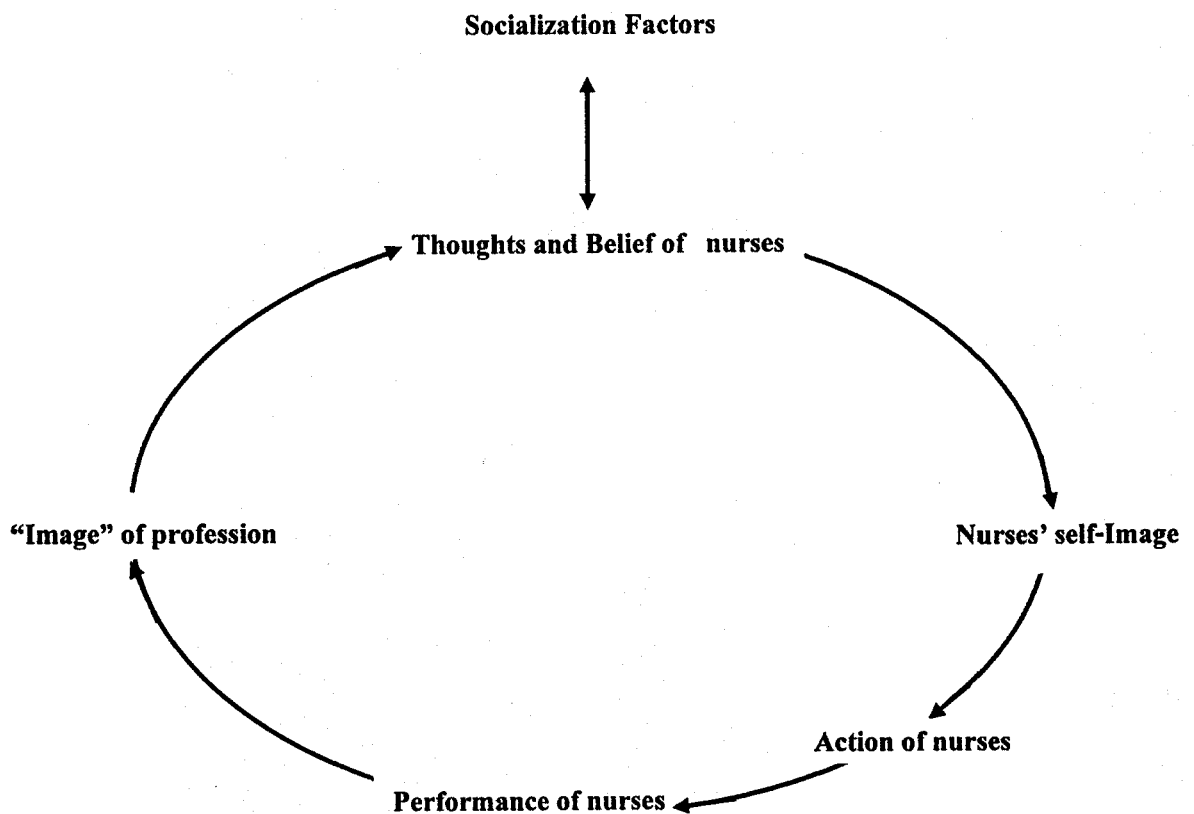 Socialization Factors
Thoughts and Belief of nurses
“Image” of profession
Nurses’ self-Image
Action of nurses
Performance of nurses